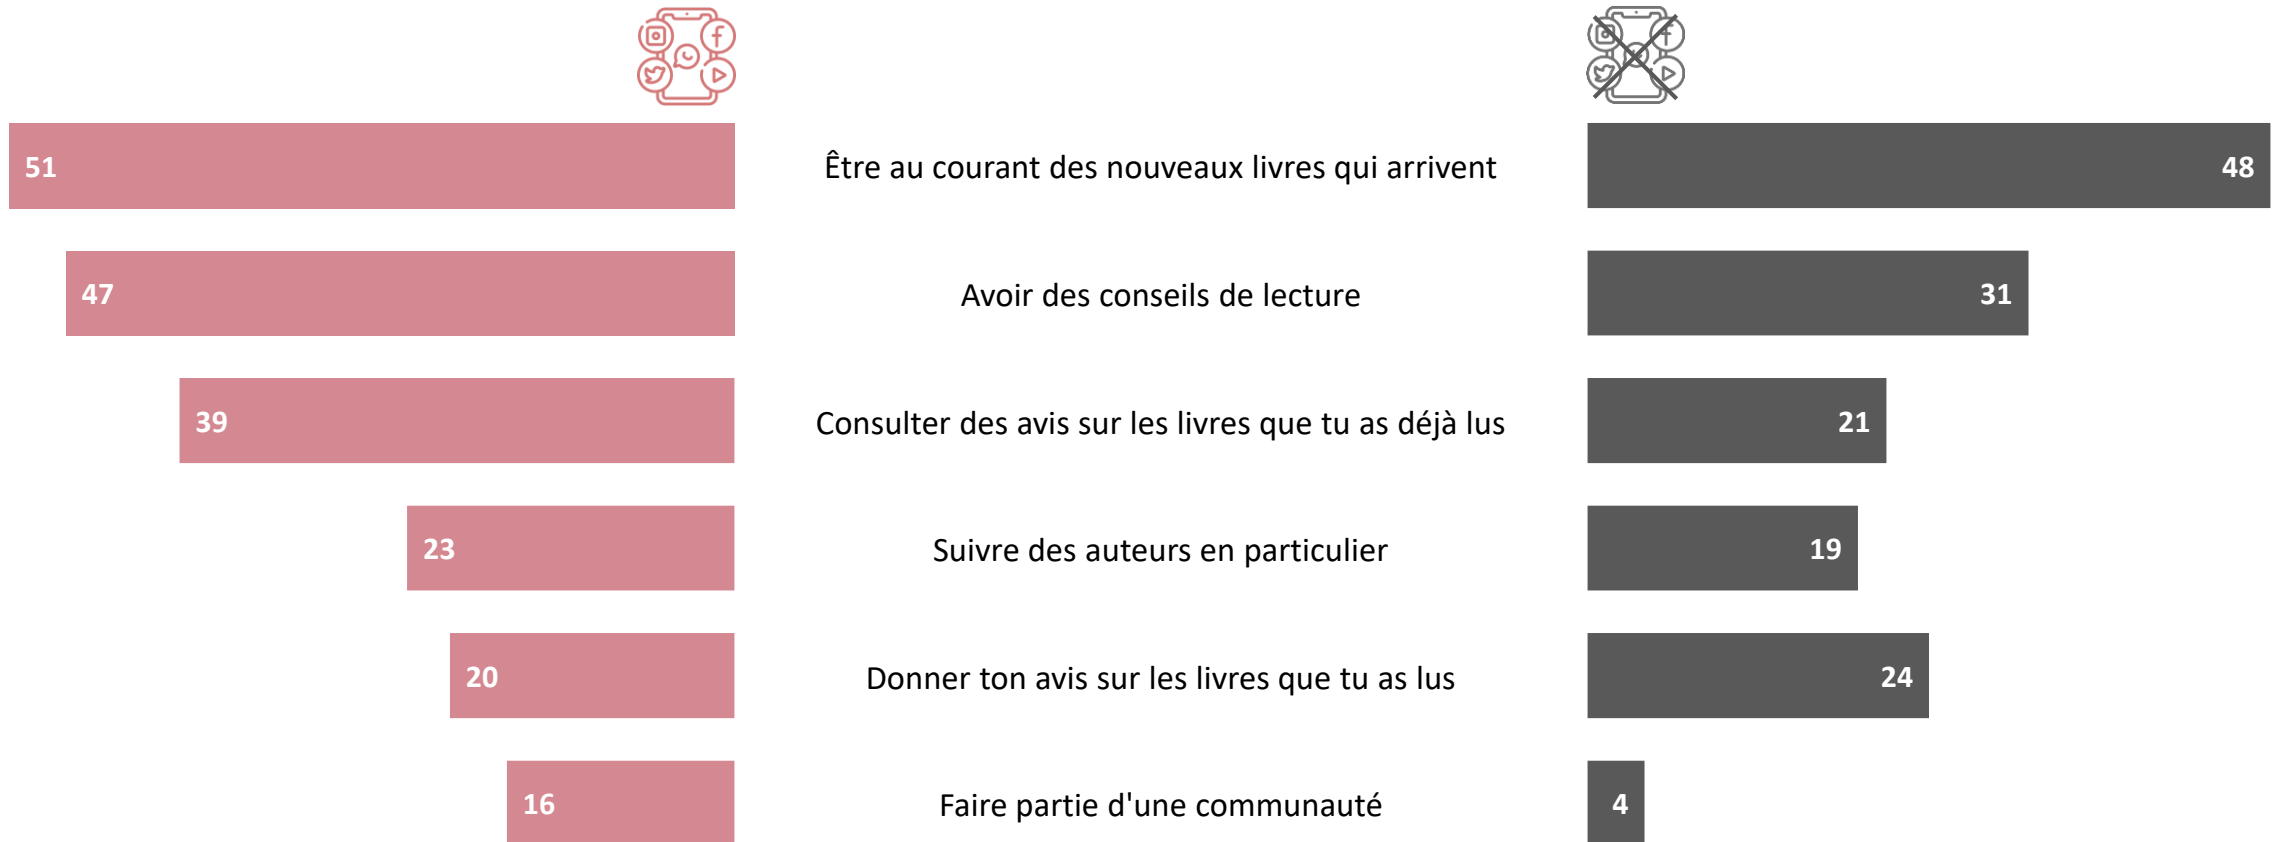 51 Être au courant des nouveaux livres qui arrivent 48
47 Avoir des conseils de lecture 31
39 Consulter des avis sur les livres que tu as déjà lus 21
23 Suivre des auteurs en particulier 19
20 Donner ton avis sur les livres que tu as lus 24
16 Faire partie d'une communauté 4